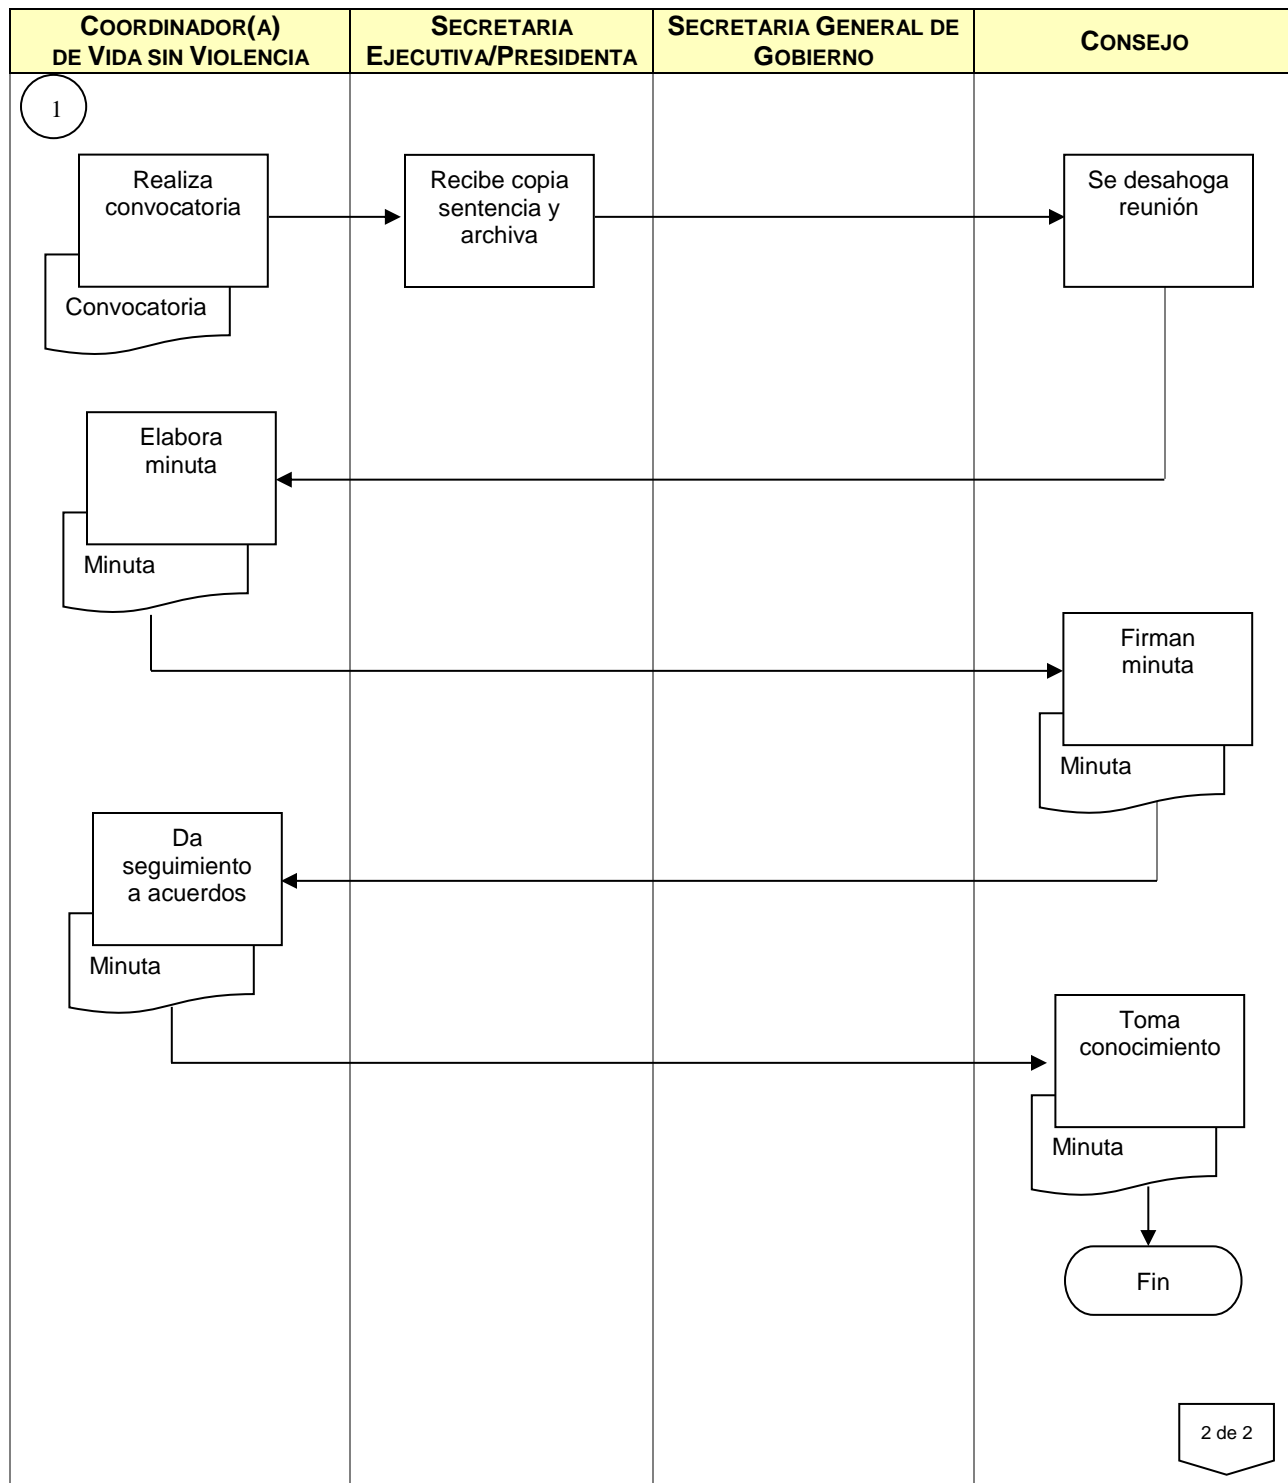 COORDINADOR(A)
DE VIDA SIN VIOLENCIA
SECRETARIA
EJECUTIVA/PRESIDENTA
SECRETARIA GENERAL DE
GOBIERNO
CONSEJO
1
Realiza
convocatoria
Convocatoria
Recibe copia
sentencia y
archiva
Se desahoga
reunión
Elabora
minuta
Minuta
Firman
minuta
Minuta
Da
seguimiento
a acuerdos
Minuta
Toma
conocimiento
Minuta
Fin
2 de 2